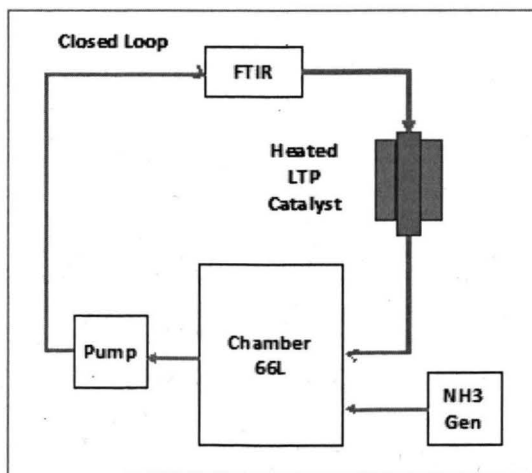 Closed Loop
FTIR
Heated
LTP
Catalyst
Pump
Chamber
66L
NH3
Gen